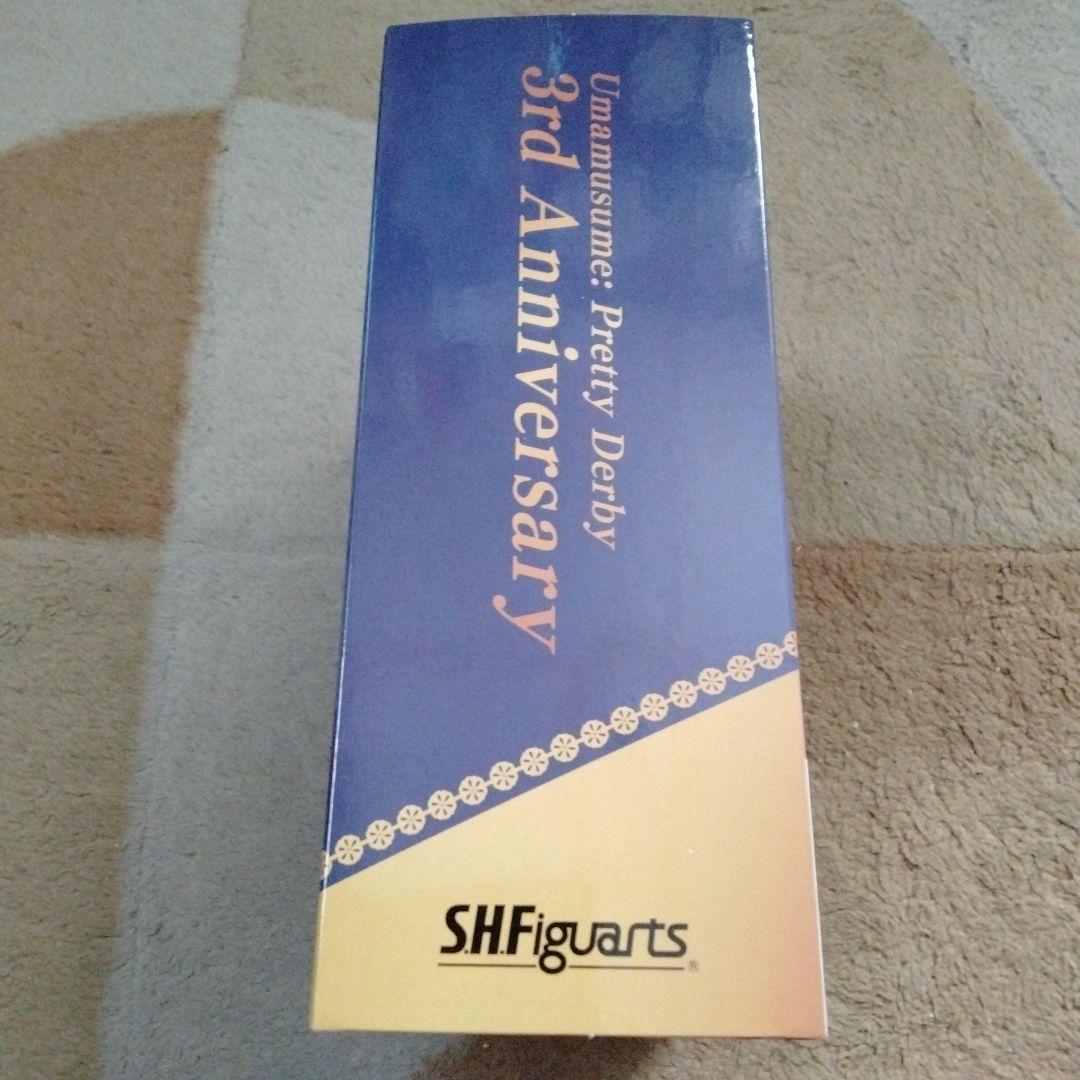 Umamusume: Pretty Derby
3rd Anniversary
S.H.Figuarts
®